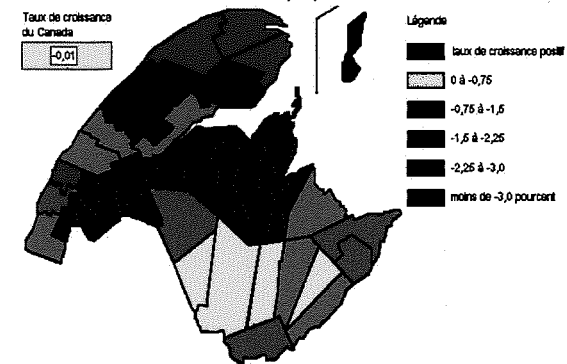 Taux de croissance
du Canada
-0,01
Légende
taux de croissance positif
0 à -0,75
-0,75 à -1,5
-1,5 à -2,25
-2,25 à -3,0
moins de -3,0 pourcent